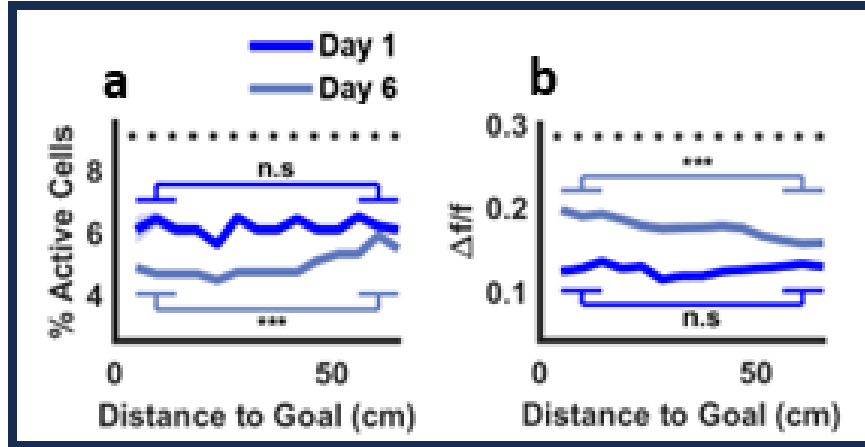 Day 1
Day 6
a
% Active Cells
8
6
4
n.s
***
0
50
Distance to Goal (cm)
b
Δf/f
0.3
0.2
0.1
***
n.s
0
50
Distance to Goal (cm)